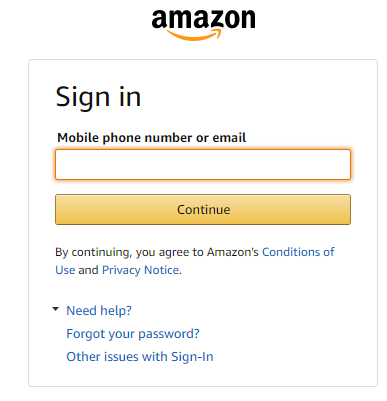 amazon
Sign in
Mobile phone number or email
Continue
By continuing, you agree to Amazon's Conditions of
Use and Privacy Notice.
Need help?
Forgot your password?
Other issues with Sign-In